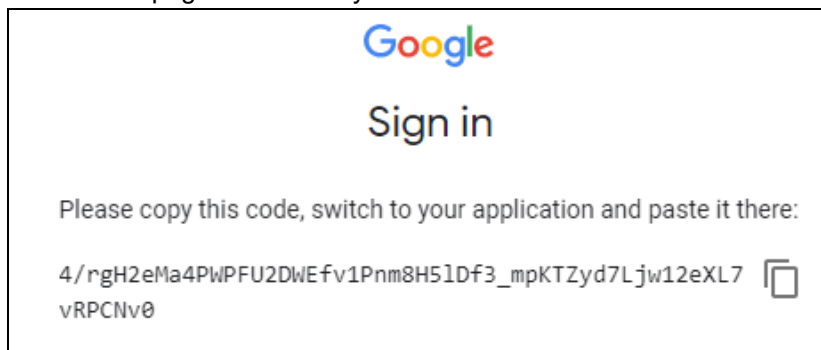 Google
Sign in
Please copy this code, switch to your application and paste it there:
4/rgH2eMa4PWPFU2DWEfv1Pnm8H5lDf3_mpKTZyd7Ljw12eXL7
vRPCNv0